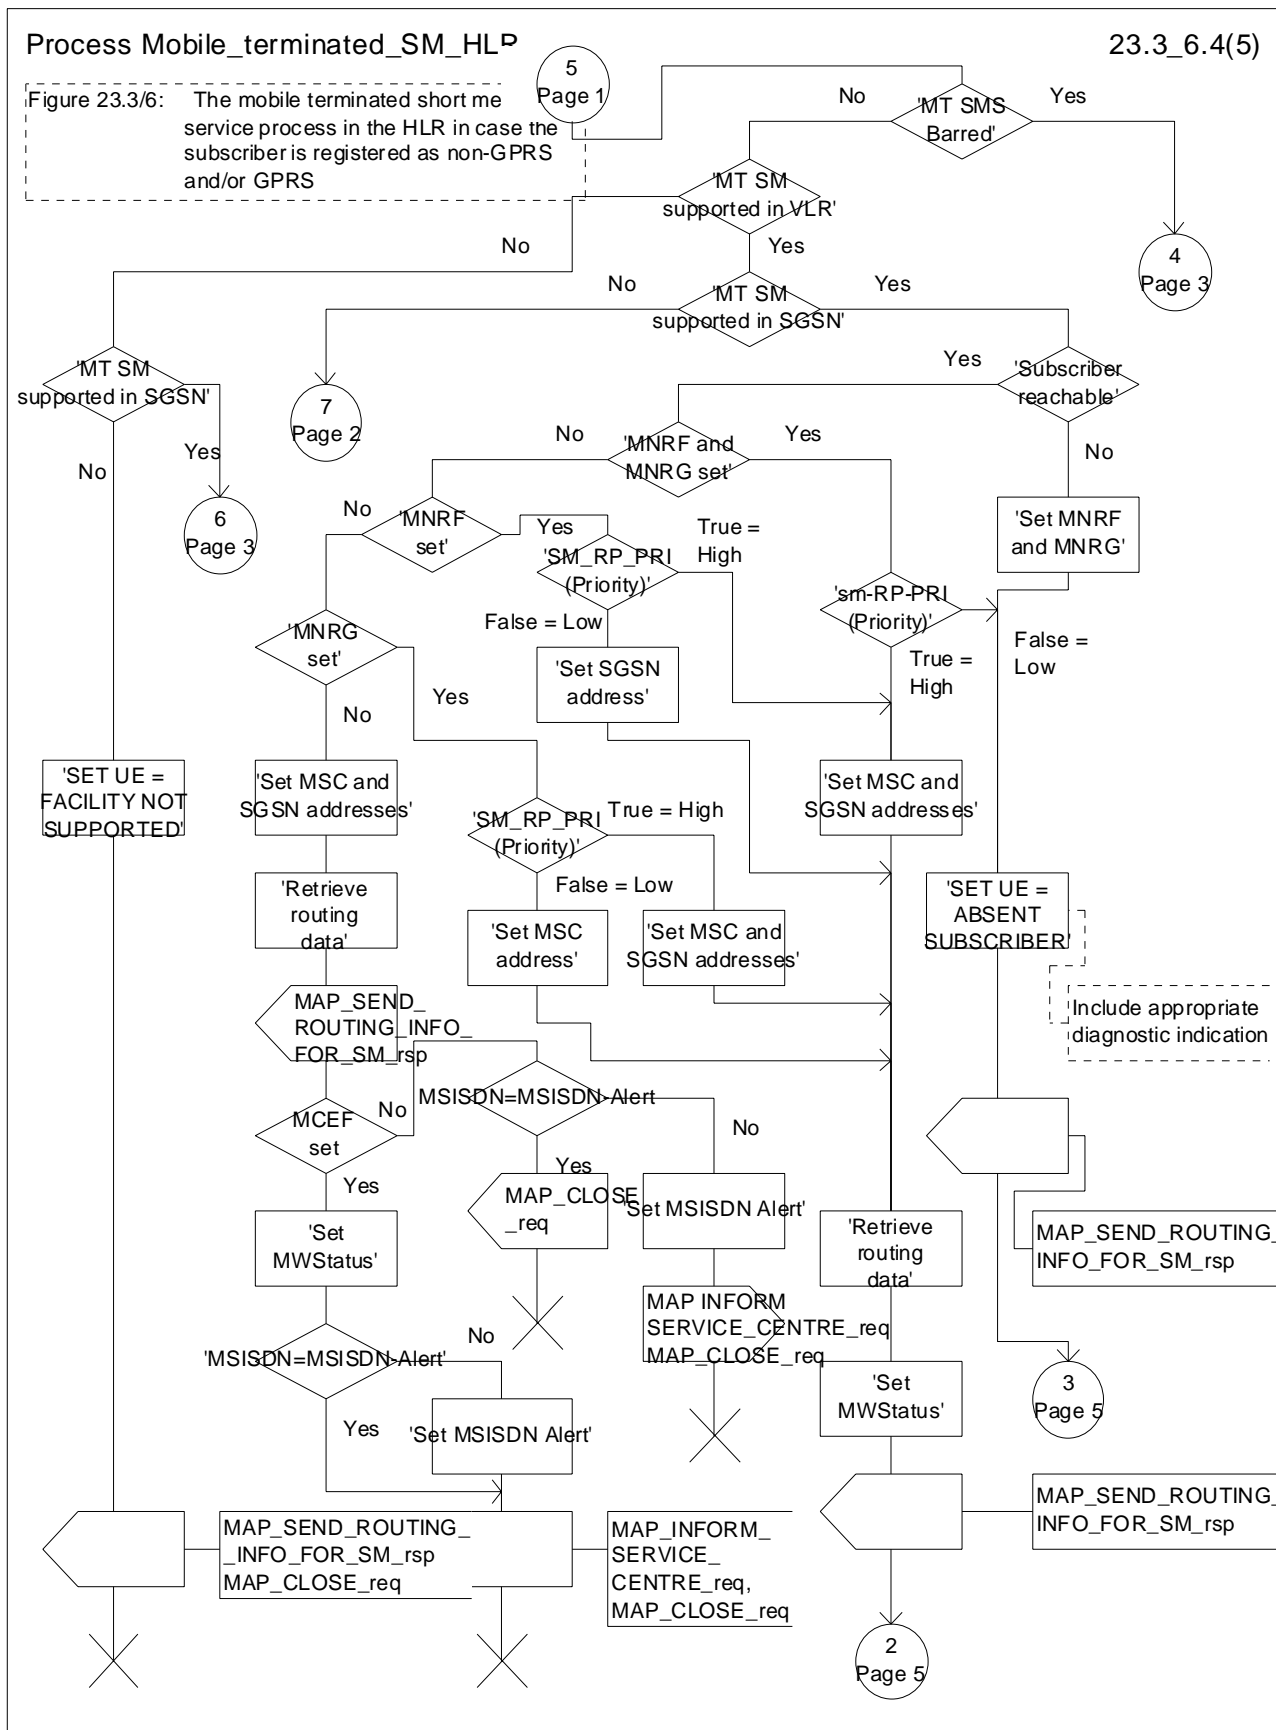 Process Mobile_terminated_SM_HLR
23.3_6.4(5)
Figure 23.3/6: The mobile terminated short me
service process in the HLR in case the
subscriber is registered as non-GPRS
and/or GPRS
5
Page 1
No
'MT SMS
Barred'
Yes
'MT SM
supported in VLR'
No
Yes
4
Page 3
No
'MT SM
supported in SGSN'
Yes
'MT SM
supported in SGSN'
Yes
'Subscriber
reachable'
7
Page 2
No
Yes
No
'MNRF and
MNRG set'
Yes
No
6
Page 3
No
'MNRF
set'
Yes
True =
High
'Set MNRF
and MNRG'
'SM_RP_PRI
(Priority)'
'sm-RP-PRI
(Priority)'
False = Low
False =
Low
'MNRG
set'
True =
High
'Set SGSN
address'
Yes
No
'SET UE =
FACILITY NOT
SUPPORTED'
'Set MSC and
SGSN addresses'
'Set MSC and
SGSN addresses'
'SM_RP_PRI
(Priority)'
True = High
False = Low
'Retrieve
routing
data'
'SET UE =
ABSENT
SUBSCRIBER'
'Set MSC
address'
'Set MSC and
SGSN addresses'
MAP_SEND_
ROUTING_INFO_
FOR_SM_rsp
Include appropriate
diagnostic indication
MSISDN=MSISDN-Alert
No
MCEF
set
No
Yes
Yes
MAP_CLOSE
_req
'Set MSISDN Alert'
'Set
MWStatus'
'Retrieve
routing
data'
MAP_SEND_ROUTING_
INFO_FOR_SM_rsp
MAP INFORM
SERVICE_CENTRE_req
MAP_CLOSE_req
No
'MSISDN=MSISDN-Alert'
'Set
MWStatus'
3
Page 5
Yes
'Set MSISDN Alert'
MAP_SEND_ROUTING_
INFO_FOR_SM_rsp
MAP_SEND_ROUTING_
_INFO_FOR_SM_rsp
MAP_CLOSE_req
MAP_INFORM_
SERVICE_
CENTRE_req,
MAP_CLOSE_req
2
Page 5